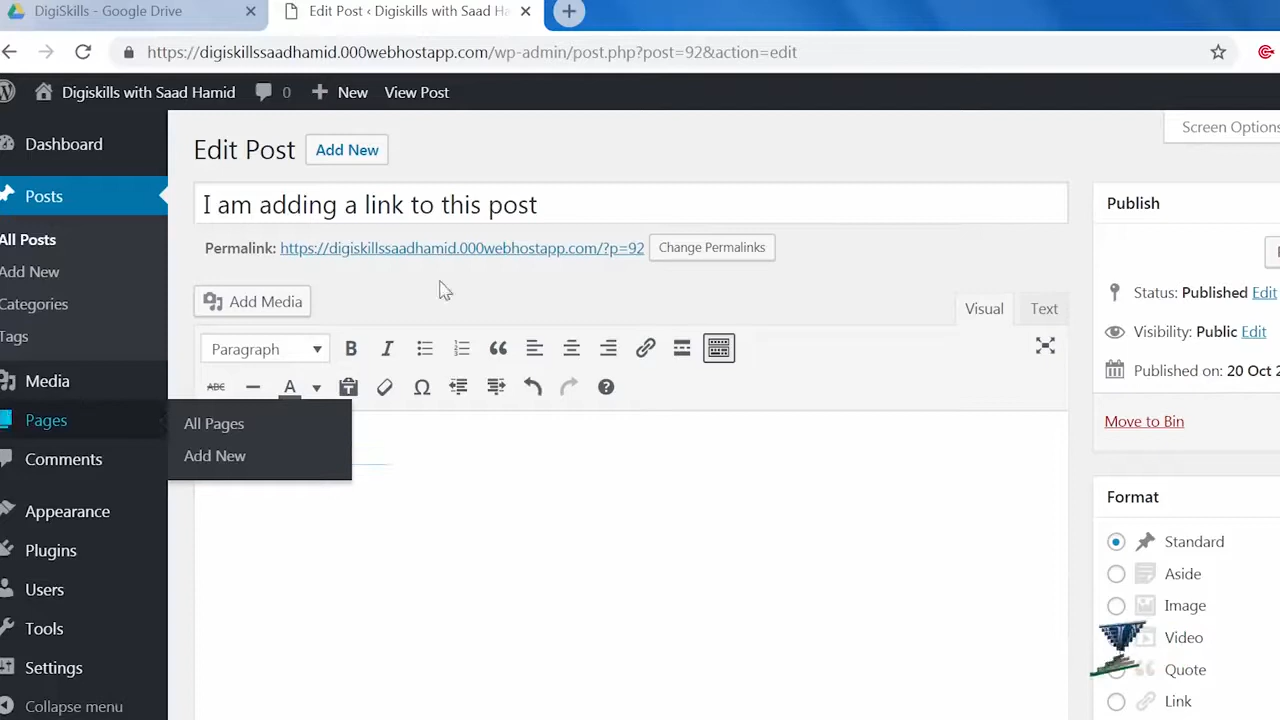 DigiSkills - Google Drive
Edit Post ‹ Digiskills with Saad Ha
https://digiskillssaadhamid.000webhostapp.com/wp-admin/post.php?post=92&action=edit
Digiskills with Saad Hamid
0
New
View Post
Screen Options
Dashboard
Posts
All Posts
Add New
Categories
Tags
Media
Pages
Comments
Appearance
Plugins
Users
Tools
Settings
Collapse menu
All Pages
Add New
Edit Post
Add New
I am adding a link to this post
Permalink: https://digiskillssaadhamid.000webhostapp.com/?p=92
Change Permalinks
Add Media
Visual
Text
Paragraph
B
I
ABC
A
Ω
Publish
Status: Published Edit
Visibility: Public Edit
Published on: 20 Oct 2
Move to Bin
Format
Standard
Aside
Image
Video
Quote
Link